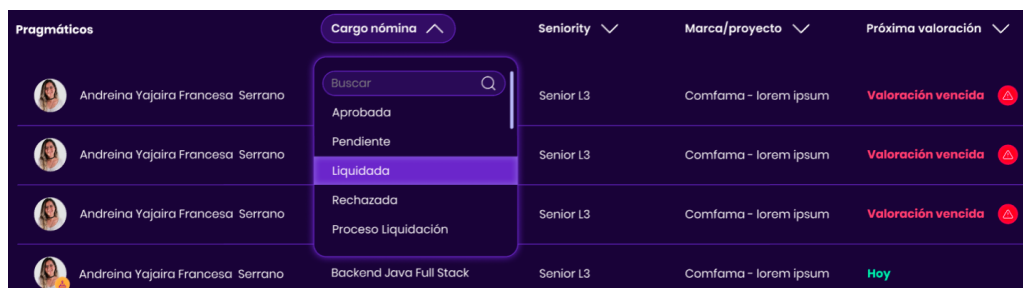 Pragmáticos Cargo nómina Seniority Marca/proyecto Próxima valoración
Buscar
Andreina Yajaira Francesa Serrano Senior L3 Comfama - lorem ipsum Valoración vencida
Aprobada
Pendiente
Andreina Yajaira Francesa Serrano Senior L3 Comfama - lorem ipsum Valoración vencida
Liquidada
Rechazada
Andreina Yajaira Francesa Serrano Senior L3 Comfama - lorem ipsum Valoración vencida
Proceso Liquidación
Andreina Yajaira Francesa Serrano Backend Java Full Stack Senior L3 Comfama - lorem ipsum Hoy